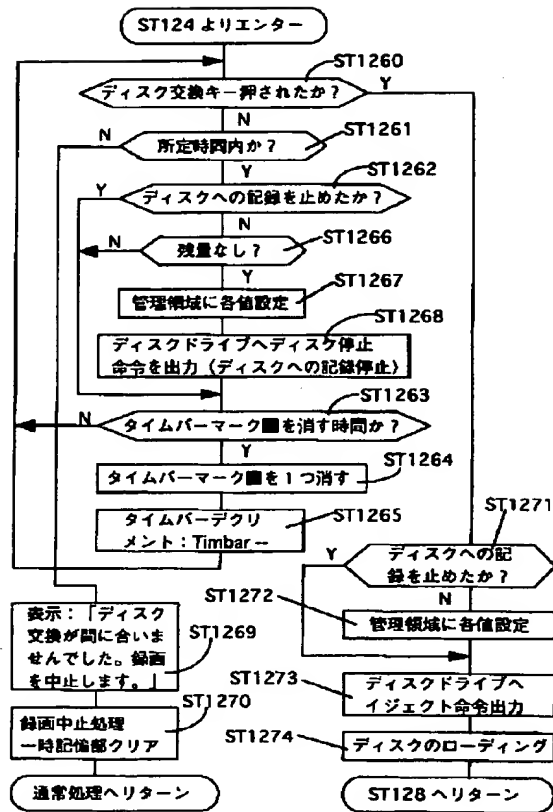 ST124 よりエンター
ST1260
ディスク交換キー押されたか？
Y
N
ST1261
N
所定時間内か？
Y
ST1262
Y
ディスクへの記録を止めたか？
N
ST1266
N
残量なし？
Y
ST1267
管理領域に各値設定
ST1268
ディスクドライブへディスク停止
命令を出力（ディスクへの記録停止）
ST1263
N
タイムバーマーク■を消す時間か？
Y
ST1264
タイムバーマーク■を１つ消す
ST1265
タイムバーデクリ
メント：Timbar --
ST1271
Y
ディスクへの記
録を止めたか？
N
ST1272
管理領域に各値設定
表示：「ディスク
交換が間に合いま
せんでした。録画
を中止します。」
ST1269
ST1273
ディスクドライブへ
イジェクト命令出力
ST1270
録画中止処理
一時記憶部クリア
ST1274
ディスクのローディング
通常処理へリターン
ST128 へリターン